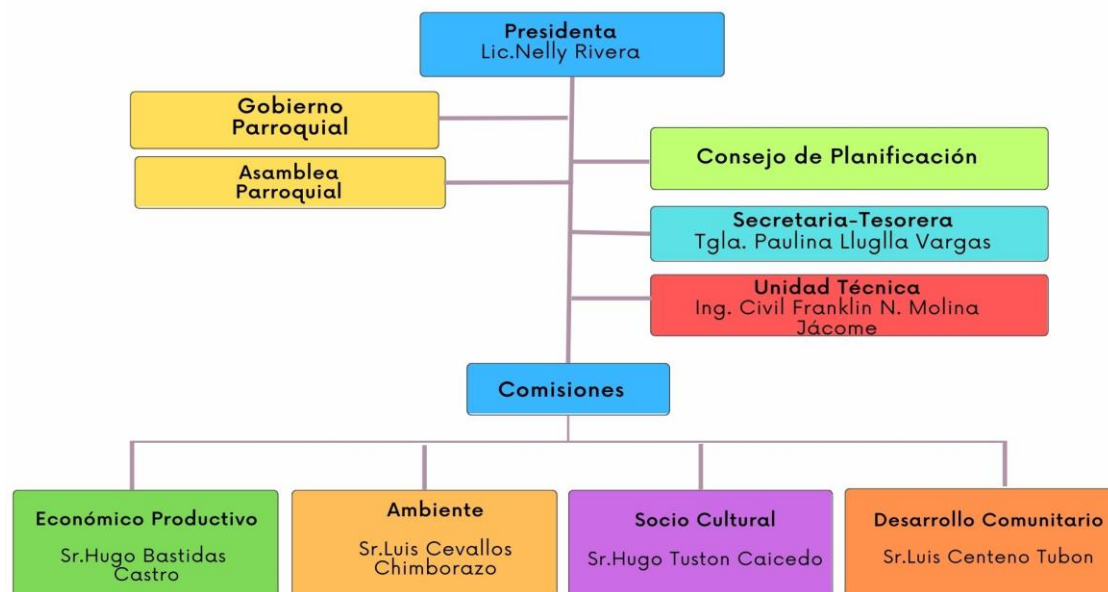 Presidenta
Lic.Nelly Rivera
Gobierno
Parroquial
Asamblea
Parroquial
Consejo de Planificación
Secretaria-Tesorera
Tgla. Paulina Lluglla Vargas
Unidad Técnica
Ing. Civil Franklin N. Molina
Jácome
Comisiones
Económico Productivo
Sr.Hugo Bastidas
Castro
Ambiente
Sr.Luis Cevallos
Chimborazo
Socio Cultural
Sr.Hugo Tuston Caicedo
Desarrollo Comunitario
Sr.Luis Centeno Tubon